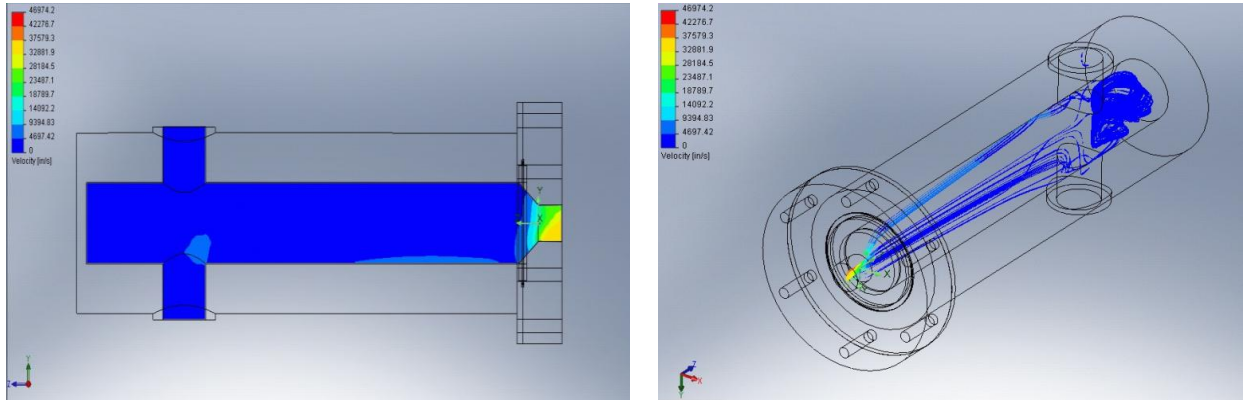 46974.2
42276.7
37579.3
32881.9
28184.5
23487.1
18789.7
14092.2
9394.83
4697.42
0
Velocity [in/s]
Y
X
Y
Z
46974.2
42276.7
37579.3
32881.9
28184.5
23487.1
18789.7
14092.2
9394.83
4697.42
0
Velocity [in/s]
X
Z
X
Y